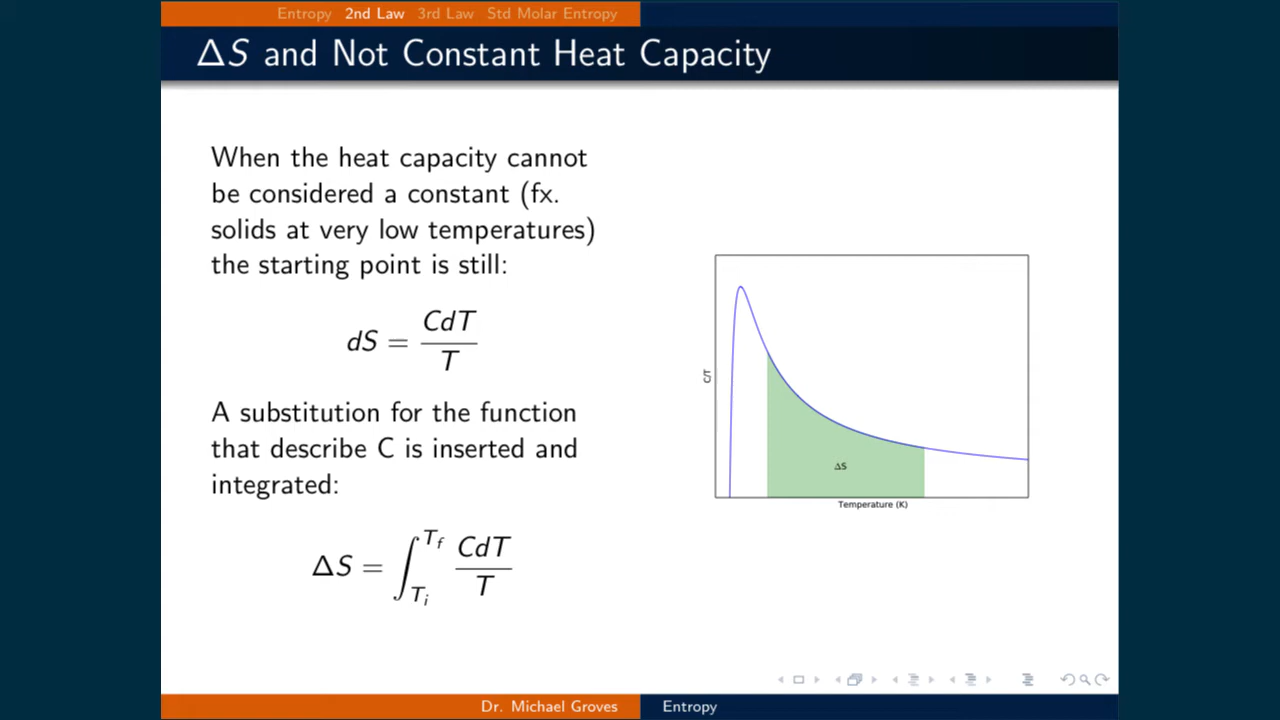 Entropy 2nd Law 3rd Law Std Molar Entropy
ΔS and Not Constant Heat Capacity
When the heat capacity cannot
be considered a constant (fx.
solids at very low temperatures)
the starting point is still:
dS = CdT / T
A substitution for the function
that describe C is inserted and
integrated:
ΔS = ∫_{T_i}^{T_f} CdT / T
C/T
ΔS
Temperature (K)
Dr. Michael Groves Entropy